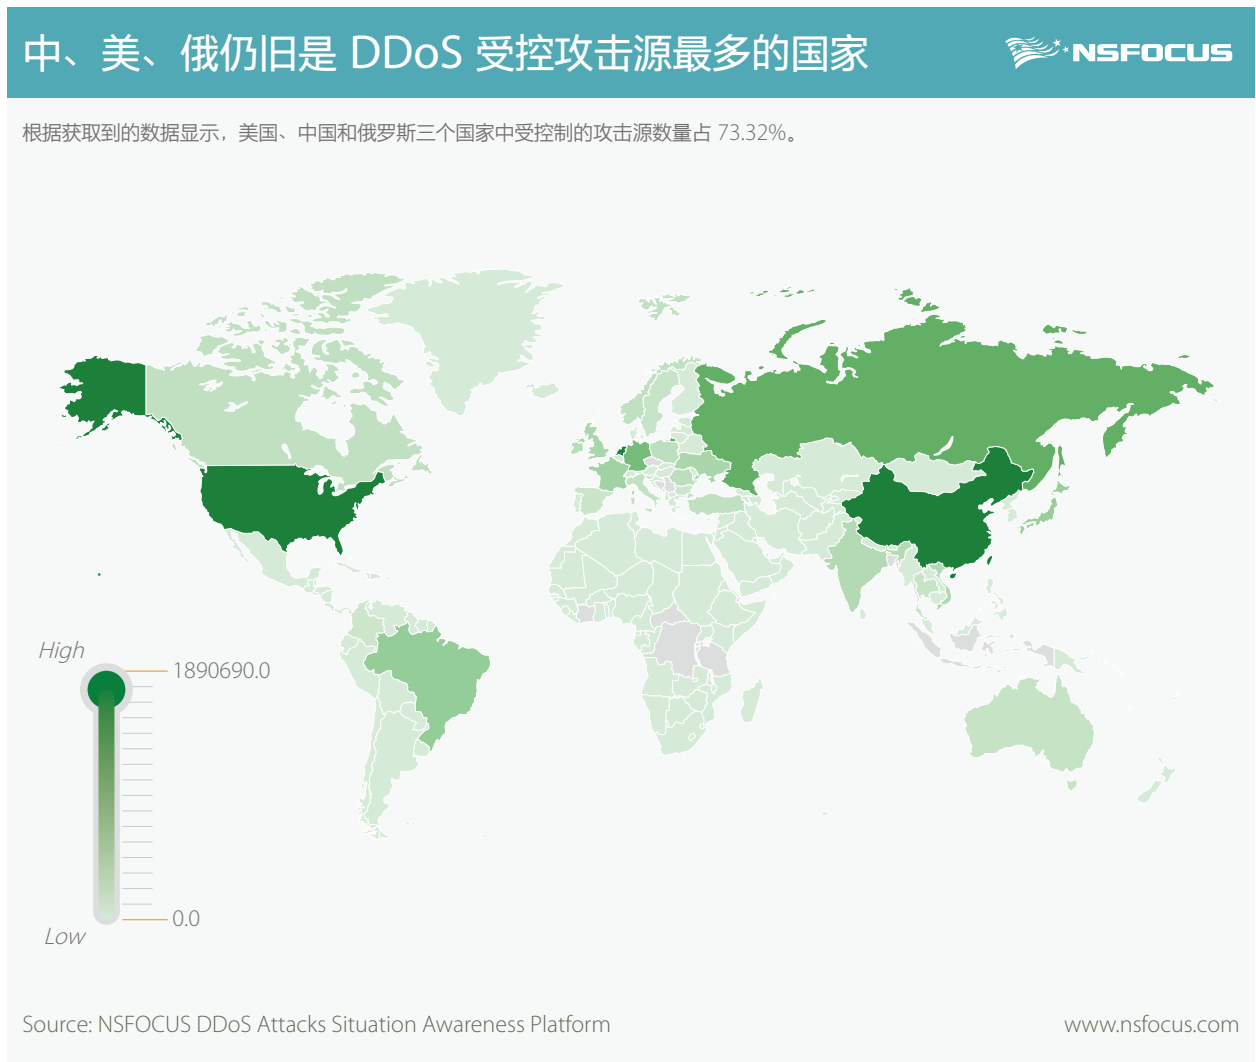 中、美、俄仍旧是 DDoS 受控攻击源最多的国家
NSFOCUS
根据获取到的数据显示，美国、中国和俄罗斯三个国家中受控制的攻击源数量占 73.32%。
High
1890690.0
0.0
Low
Source: NSFOCUS DDoS Attacks Situation Awareness Platform
www.nsfocus.com